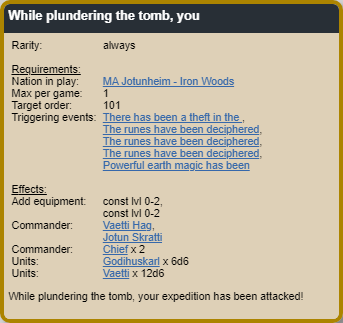 While plundering the tomb, you
Rarity: always
Requirements:
Nation in play: MA Jotunheim - Iron Woods
Max per game: 1
Target order: 101
Triggering events: There has been a theft in the ,
The runes have been deciphered,
The runes have been deciphered,
The runes have been deciphered,
Powerful earth magic has been
Effects:
Add equipment: const lvl 0-2,
const lvl 0-2
Commander: Vaetti Hag,
Jotun Skratti
Commander: Chief x 2
Units: Godihuskarl x 6d6
Units: Vaetti x 12d6
While plundering the tomb, your expedition has been attacked!